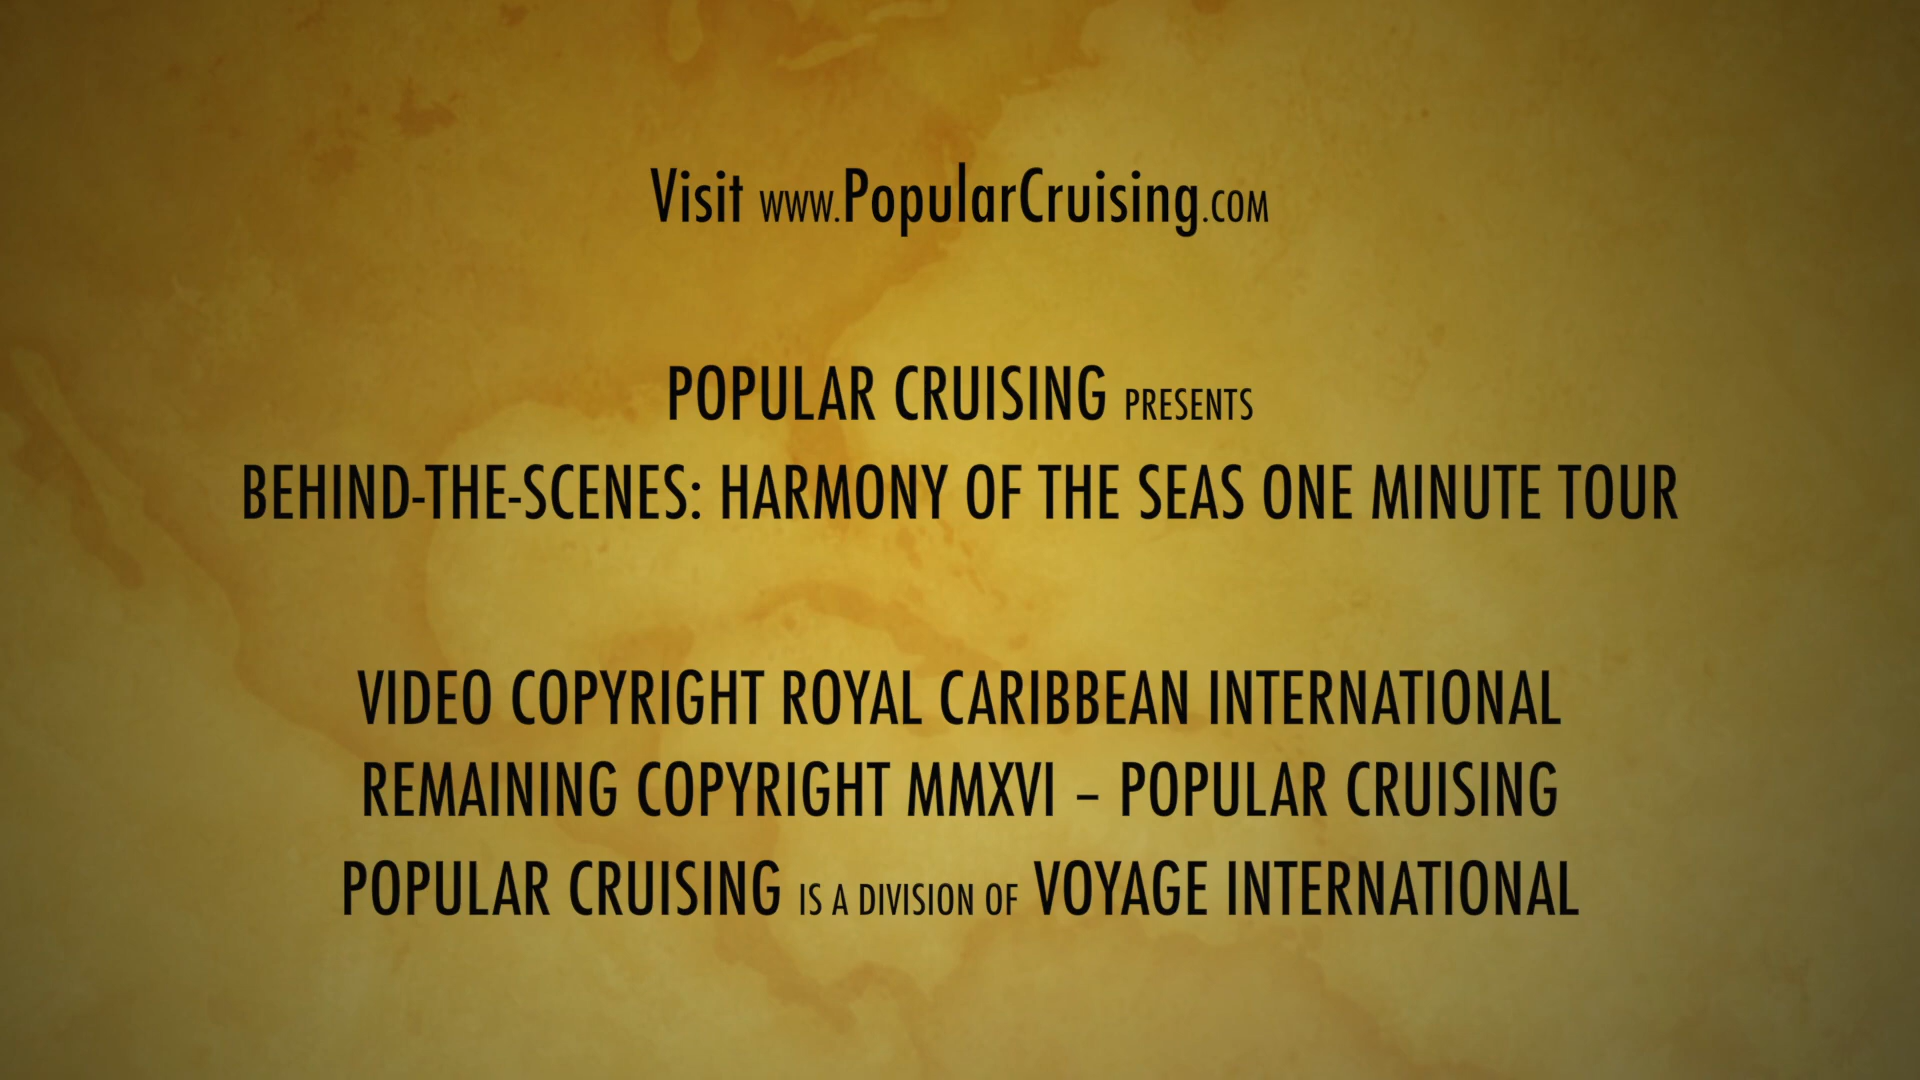 Visit www.PopularCruising.com
POPULAR CRUISING PRESENTS
BEHIND-THE-SCENES: HARMONY OF THE SEAS ONE MINUTE TOUR
VIDEO COPYRIGHT ROYAL CARIBBEAN INTERNATIONAL
REMAINING COPYRIGHT MMXVI – POPULAR CRUISING
POPULAR CRUISING IS A DIVISION OF VOYAGE INTERNATIONAL